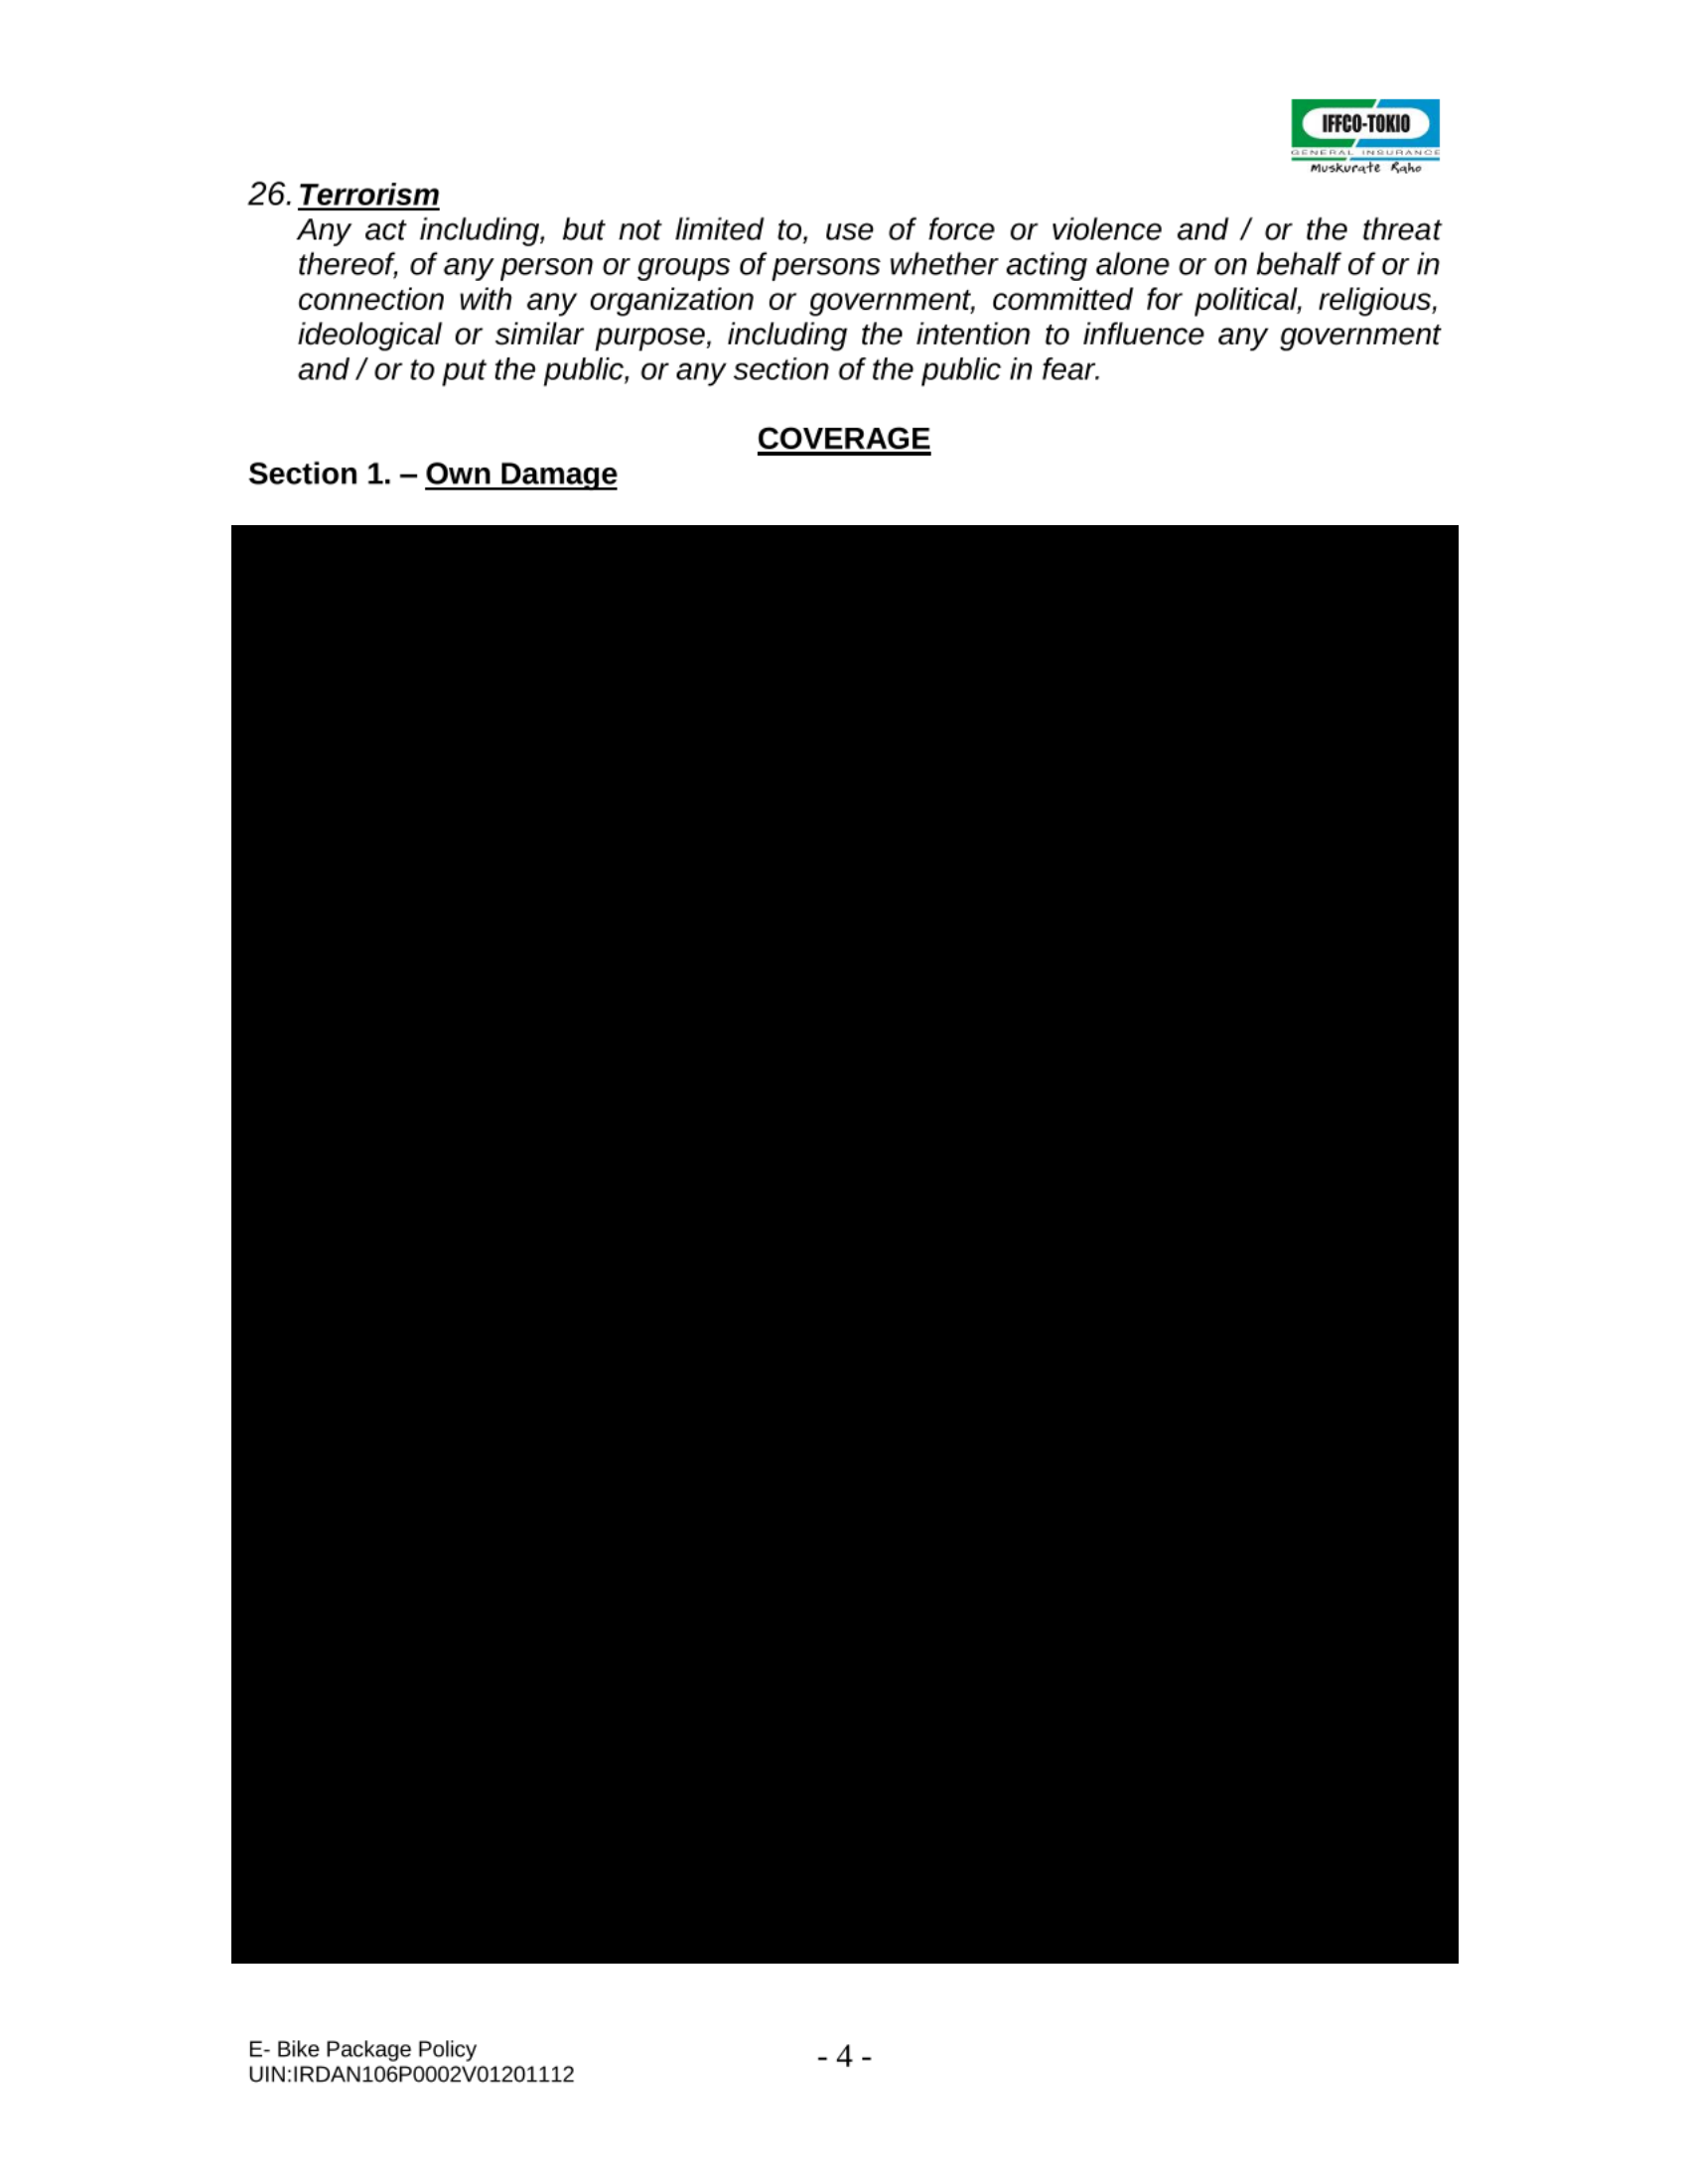 IFFCO-TOKIO
GENERAL INSURANCE
Muskurate Raho
26. Terrorism
Any act including, but not limited to, use of force or violence and / or the threat
thereof, of any person or groups of persons whether acting alone or on behalf of or in
connection with any organization or government, committed for political, religious,
ideological or similar purpose, including the intention to influence any government
and / or to put the public, or any section of the public in fear.
COVERAGE
Section 1. – Own Damage
E- Bike Package Policy
UIN:IRDAN106P0002V01201112
- 4 -